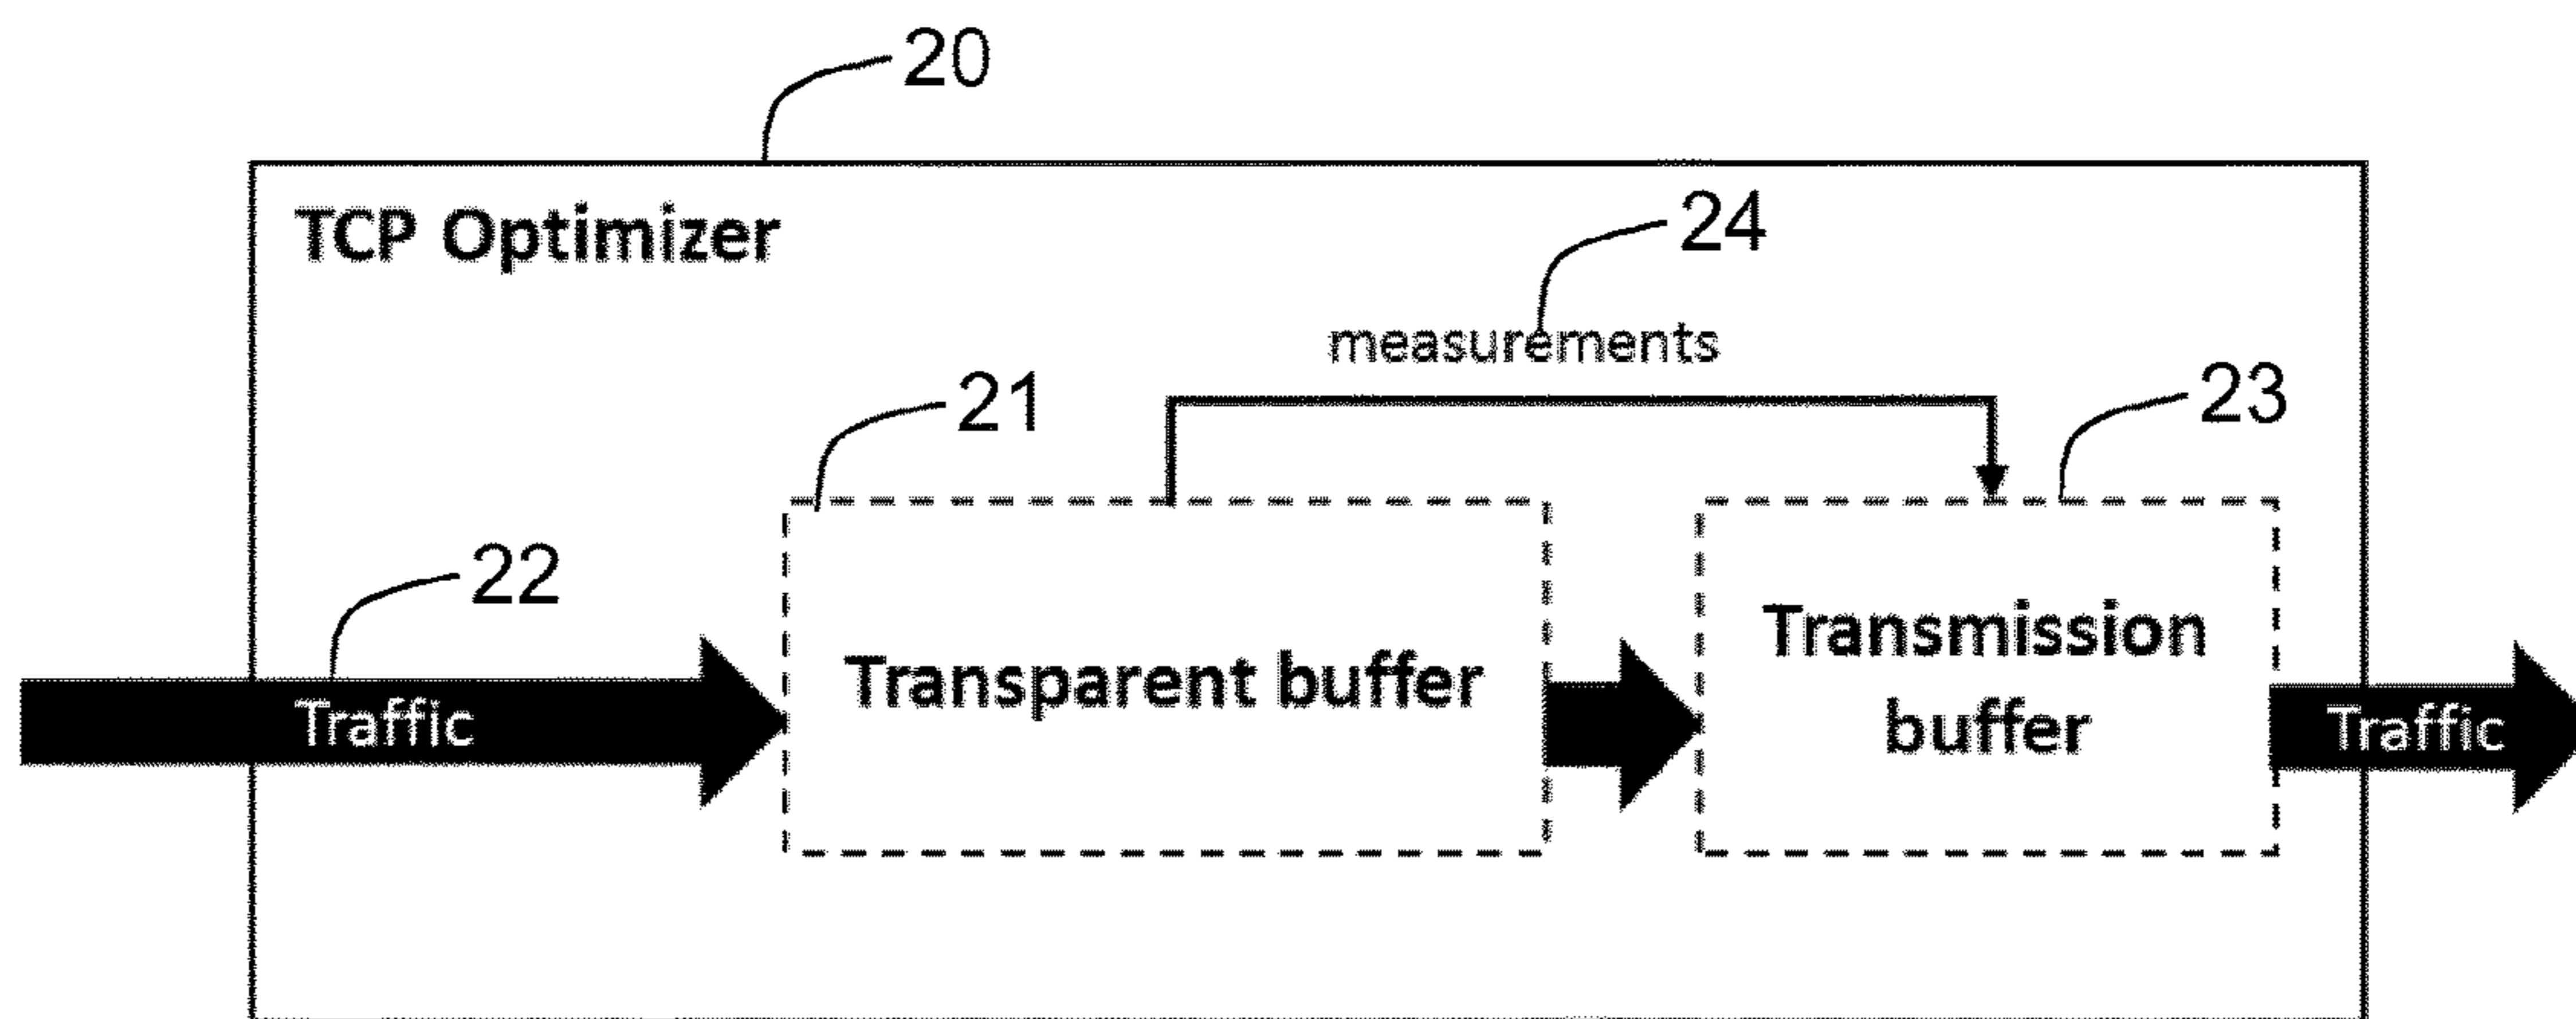 20
TCP Optimizer
24
measurements
21
23
22
Traffic
Transparent buffer
Transmission
buffer
Traffic